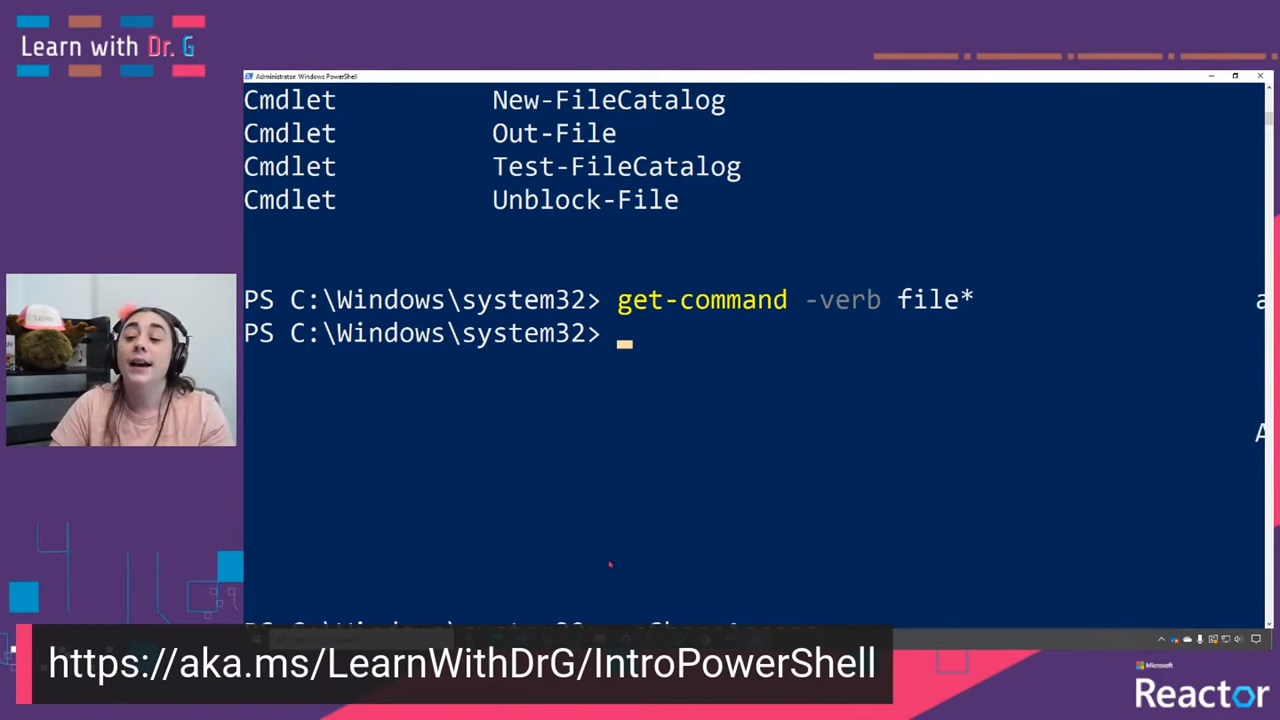 Learn with Dr. G
Administrator: Windows PowerShell
Cmdlet New-FileCatalog
Cmdlet Out-File
Cmdlet Test-FileCatalog
Cmdlet Unblock-File
PS C:\Windows\system32> get-command -verb file*
PS C:\Windows\system32>
https://aka.ms/LearnWithDrG/IntroPowerShell
Microsoft
Reactor